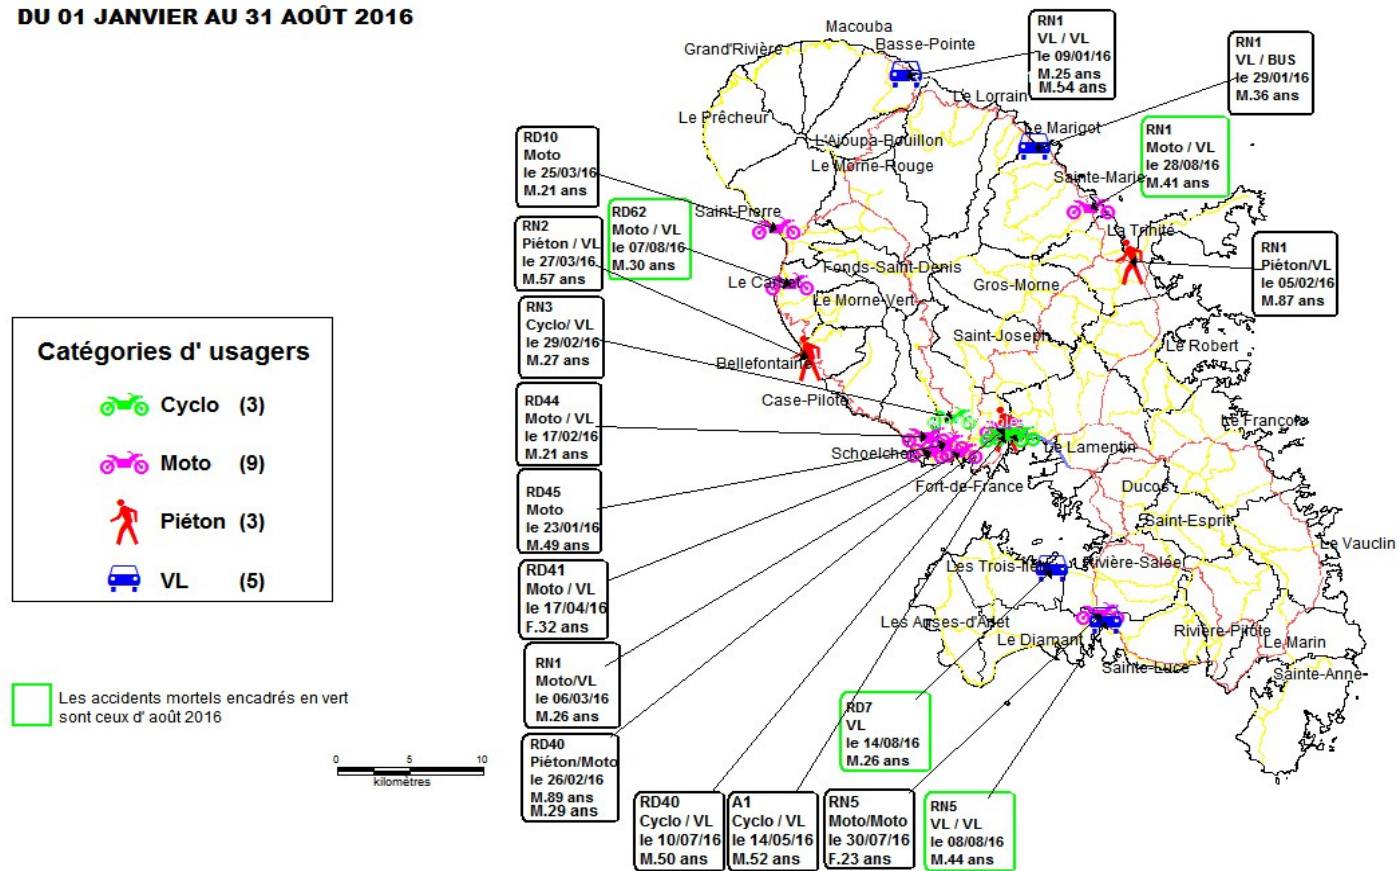 DU 01 JANVIER AU 31 AOÛT 2016
Macouba
Grand'Rivière
Basse-Pointe
Le Prêcheur
Le Lorrain
L'Ajoupa-Bouillon
Le Marigot
Le Morne-Rouge
Sainte-Marie
Saint-Pierre
La Trinité
Fonds-Saint-Denis
Le Carbet
Le Morne-Vert
Gros-Morne
Saint-Joseph
Le Robert
Bellefontaine
Case-Pilote
Schoelcher
Fort-de-France
Le Lamentin
Le François
Ducos
Saint-Esprit
Le Vauclin
Les Trois-Ilets
Rivière-Salée
Les Anses-d'Arlet
Le Diamant
Rivière-Pilote
Le Marin
Sainte-Luce
Sainte-Anne
RN1
VL / VL
le 09/01/16
M.25 ans
M.54 ans
RN1
VL / BUS
le 29/01/16
M.36 ans
RN1
Moto / VL
le 28/08/16
M.41 ans
RN1
Piéton/VL
le 05/02/16
M.87 ans
RD10
Moto
le 25/03/16
M.21 ans
RD62
Moto / VL
le 07/08/16
M.30 ans
RN2
Piéton / VL
le 27/03/16
M.57 ans
RN3
Cyclo/ VL
le 29/02/16
M.27 ans
RD44
Moto / VL
le 17/02/16
M.21 ans
RD45
Moto
le 23/01/16
M.49 ans
RD41
Moto / VL
le 17/04/16
F.32 ans
RN1
Moto/VL
le 06/03/16
M.26 ans
RD40
Piéton/Moto
le 26/02/16
M.89 ans
M.29 ans
RD40
Cyclo / VL
le 10/07/16
M.50 ans
A1
Cyclo / VL
le 14/05/16
M.52 ans
RN5
Moto/Moto
le 30/07/16
F.23 ans
RD7
VL
le 14/08/16
M.26 ans
RN5
VL / VL
le 08/08/16
M.44 ans
Catégories d' usagers
Cyclo (3)
Moto (9)
Piéton (3)
VL (5)
Les accidents mortels encadrés en vert
sont ceux d' août 2016
0 5 10
kilomètres